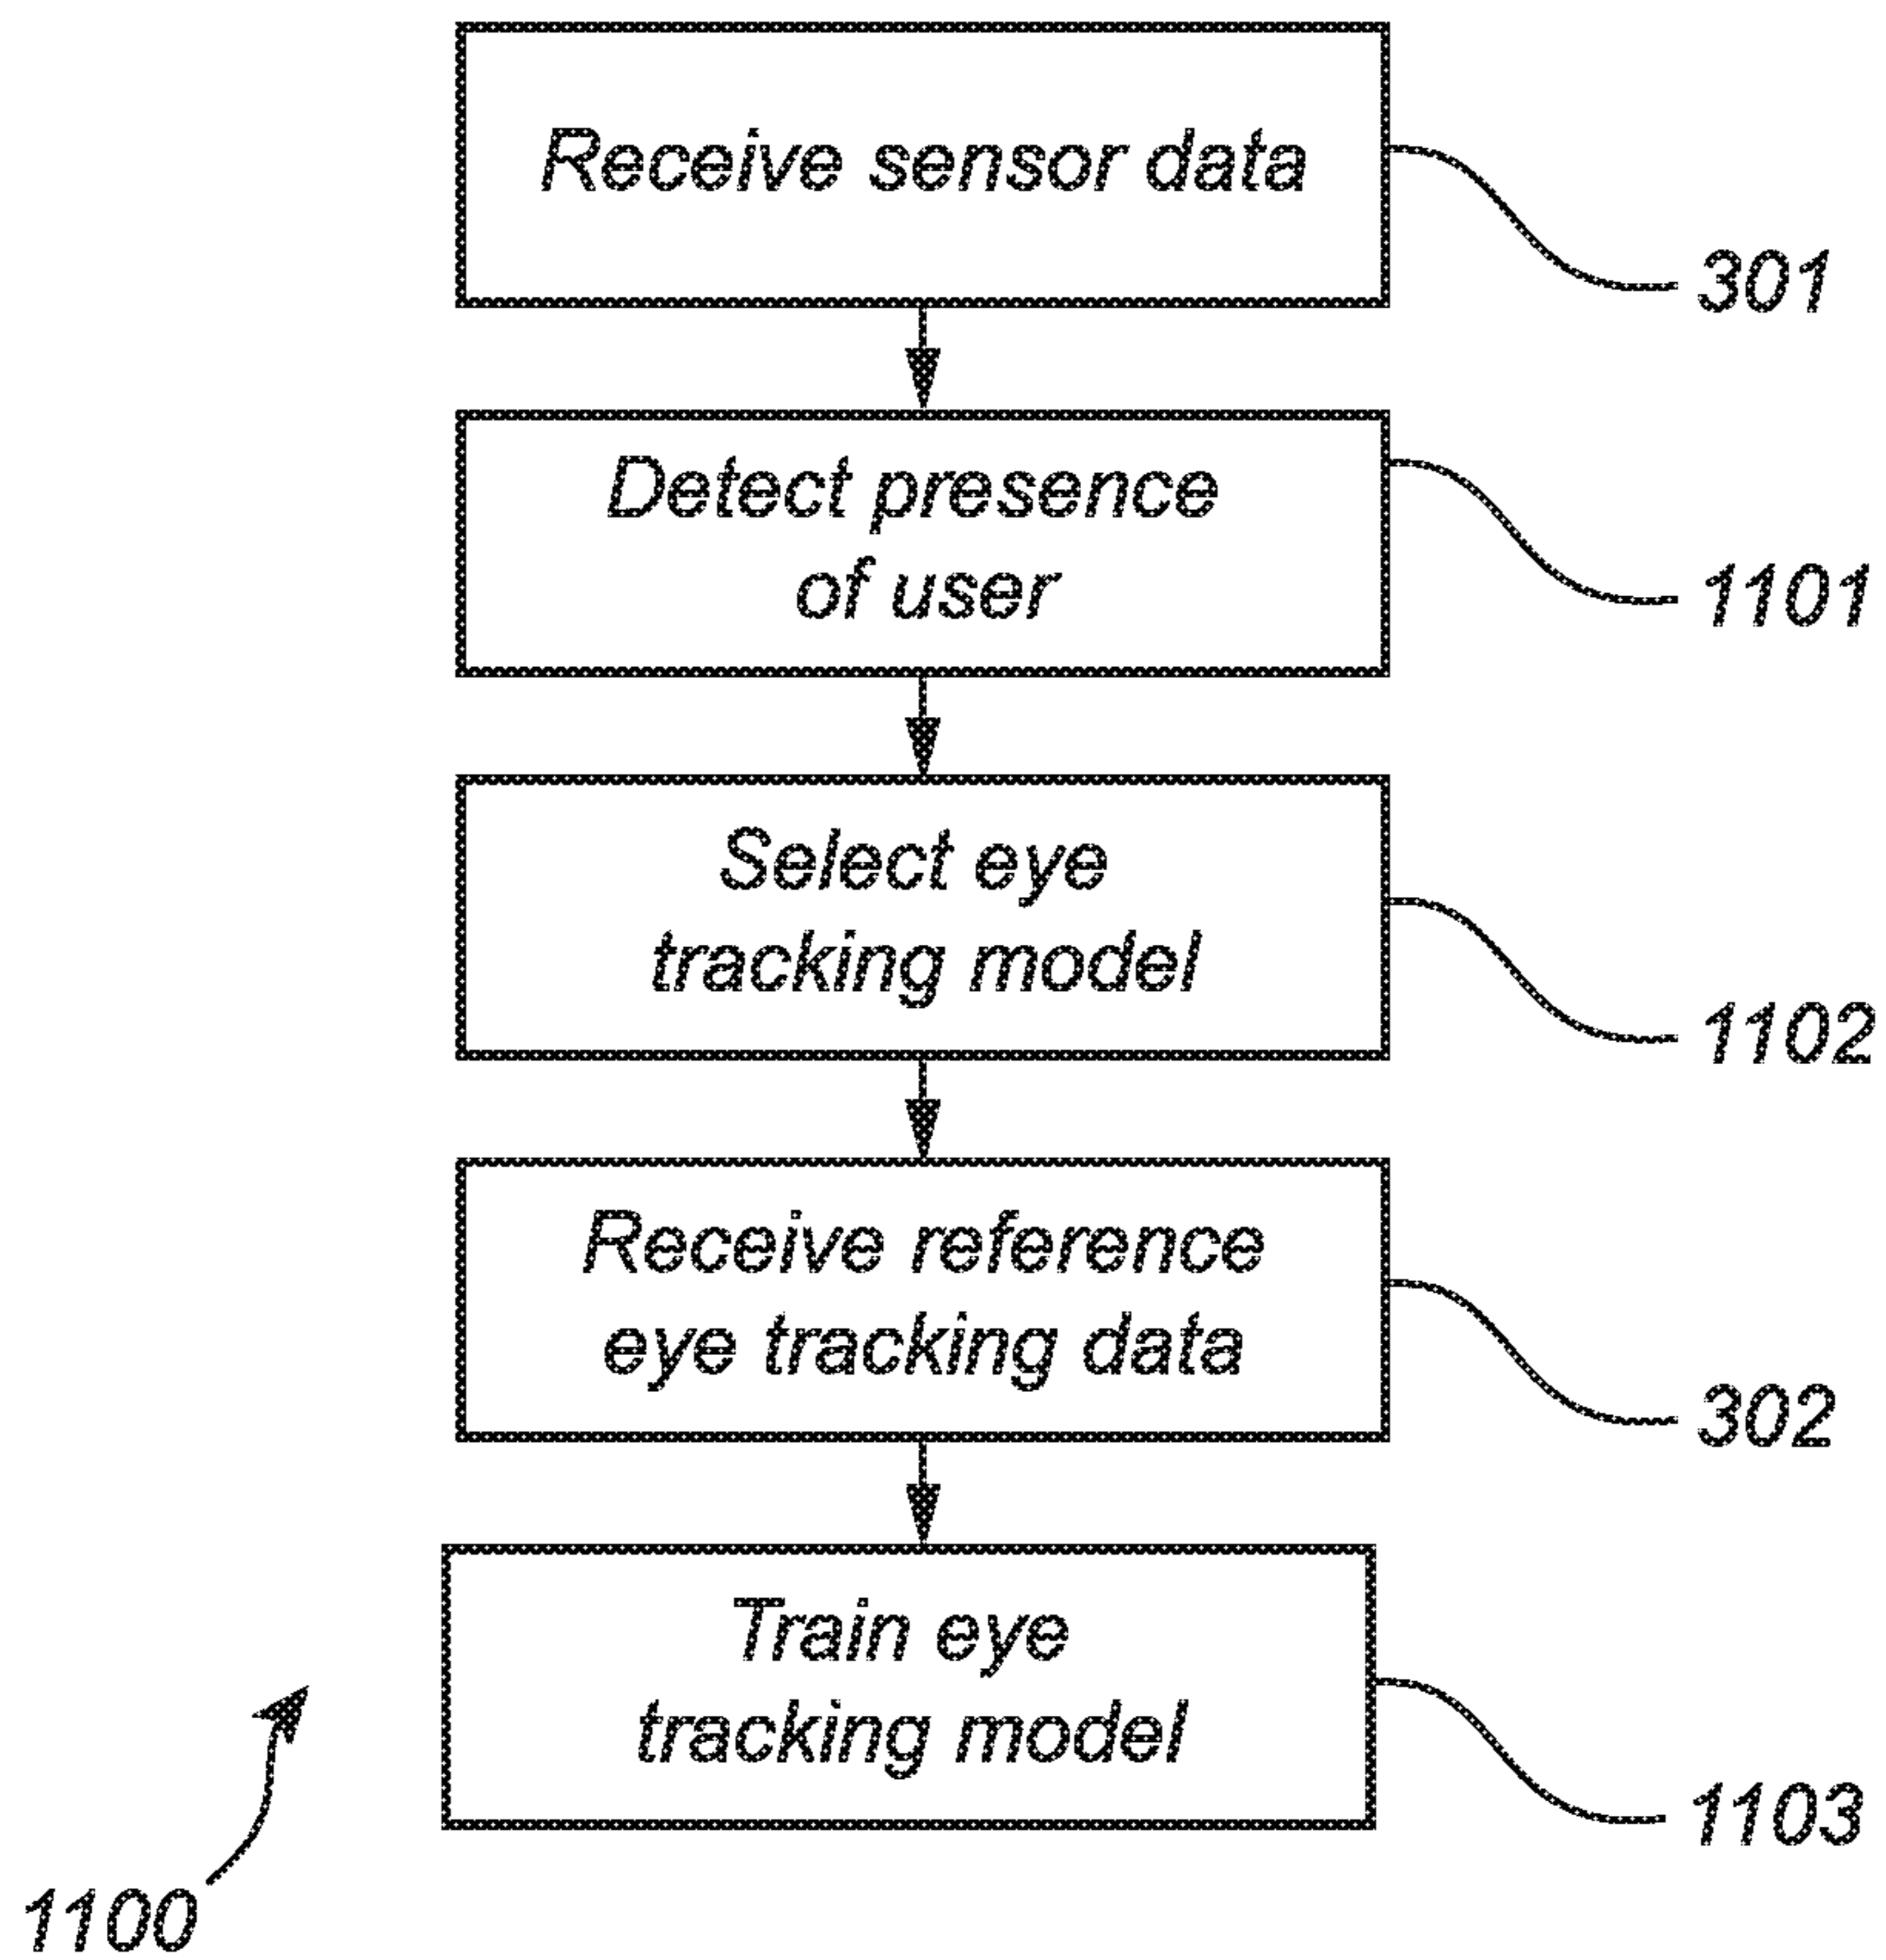 Receive sensor data
301
Detect presence
of user
1101
Select eye
tracking model
1102
Receive reference
eye tracking data
302
Train eye
tracking model
1103
1100